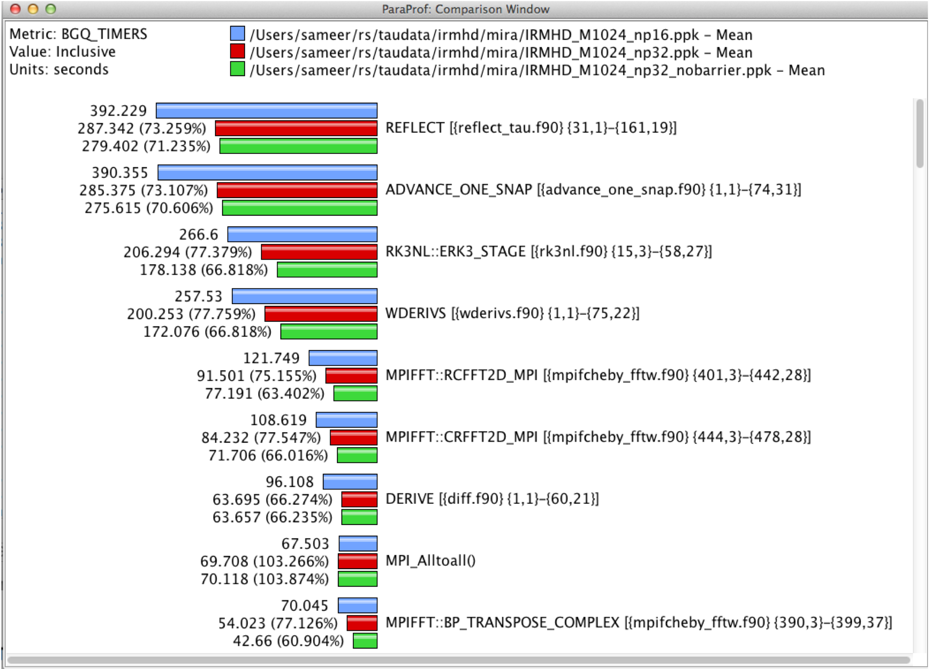 ParaProf: Comparison Window
Metric: BGQ_TIMERS
Value: Inclusive
Units: seconds
/Users/sameer/rs/taudata/irmhd/mira/IRMHD_M1024_np16.ppk – Mean
/Users/sameer/rs/taudata/irmhd/mira/IRMHD_M1024_np32.ppk – Mean
/Users/sameer/rs/taudata/irmhd/mira/IRMHD_M1024_np32_nobarrier.ppk – Mean
392.229
287.342 (73.259%) REFLECT [{reflect_tau.f90} {31,1}–{161,19}]
279.402 (71.235%)
390.355
285.375 (73.107%) ADVANCE_ONE_SNAP [{advance_one_snap.f90} {1,1}–{74,31}]
275.615 (70.606%)
266.6
206.294 (77.379%) RK3NL::ERK3_STAGE [{rk3nl.f90} {15,3}–{58,27}]
178.138 (66.818%)
257.53
200.253 (77.759%) WDERIVS [{wderivs.f90} {1,1}–{75,22}]
172.076 (66.818%)
121.749
91.501 (75.155%) MPIFFT::RCFFT2D_MPI [{mpifcheby_fftw.f90} {401,3}–{442,28}]
77.191 (63.402%)
108.619
84.232 (77.547%) MPIFFT::CRFFT2D_MPI [{mpifcheby_fftw.f90} {444,3}–{478,28}]
71.706 (66.016%)
96.108
63.695 (66.274%) DERIVE [{diff.f90} {1,1}–{60,21}]
63.657 (66.235%)
67.503
69.708 (103.266%) MPI_Alltoall()
70.118 (103.874%)
70.045
54.023 (77.126%) MPIFFT::BP_TRANSPOSE_COMPLEX [{mpifcheby_fftw.f90} {390,3}–{399,37}]
42.66 (60.904%)